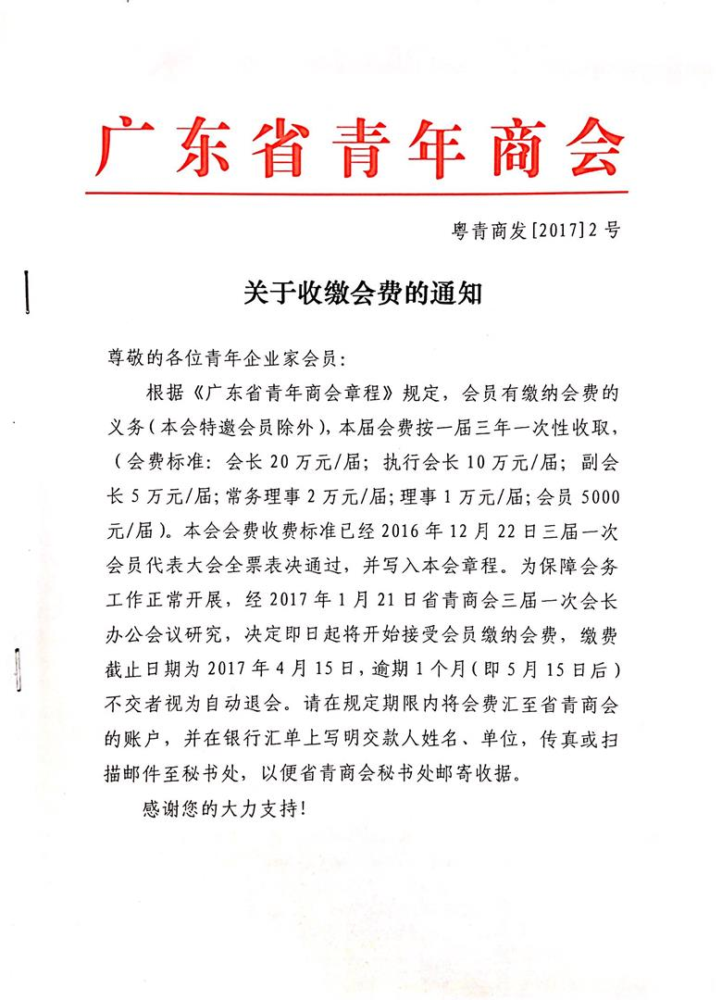 广东省青年商会
粤青商发[2017]2号
关于收缴会费的通知
尊敬的各位青年企业家会员：
根据《广东省青年商会章程》规定，会员有缴纳会费的
义务(本会特邀会员除外)，本届会费按一届三年一次性收取，
（会费标准：会长20万元/届；执行会长10万元/届；副会
长5万元/届；常务理事2万元/届；理事1万元/届；会员5000
元/届）。本会会费收费标准已经2016年12月22日三届一次
会员代表大会全票表决通过，并写入本会章程。为保障会务
工作正常开展，经2017年1月21日省青商会三届一次会长
办公会议研究，决定即日起将开始接受会员缴纳会费，缴费
截止日期为2017年4月15日，逾期1个月(即5月15日后)
不交者视为自动退会。请在规定期限内将会费汇至省青商会
的账户，并在银行汇单上写明交款人姓名、单位，传真或扫
描邮件至秘书处，以便省青商会秘书处邮寄收据。
感谢您的大力支持！